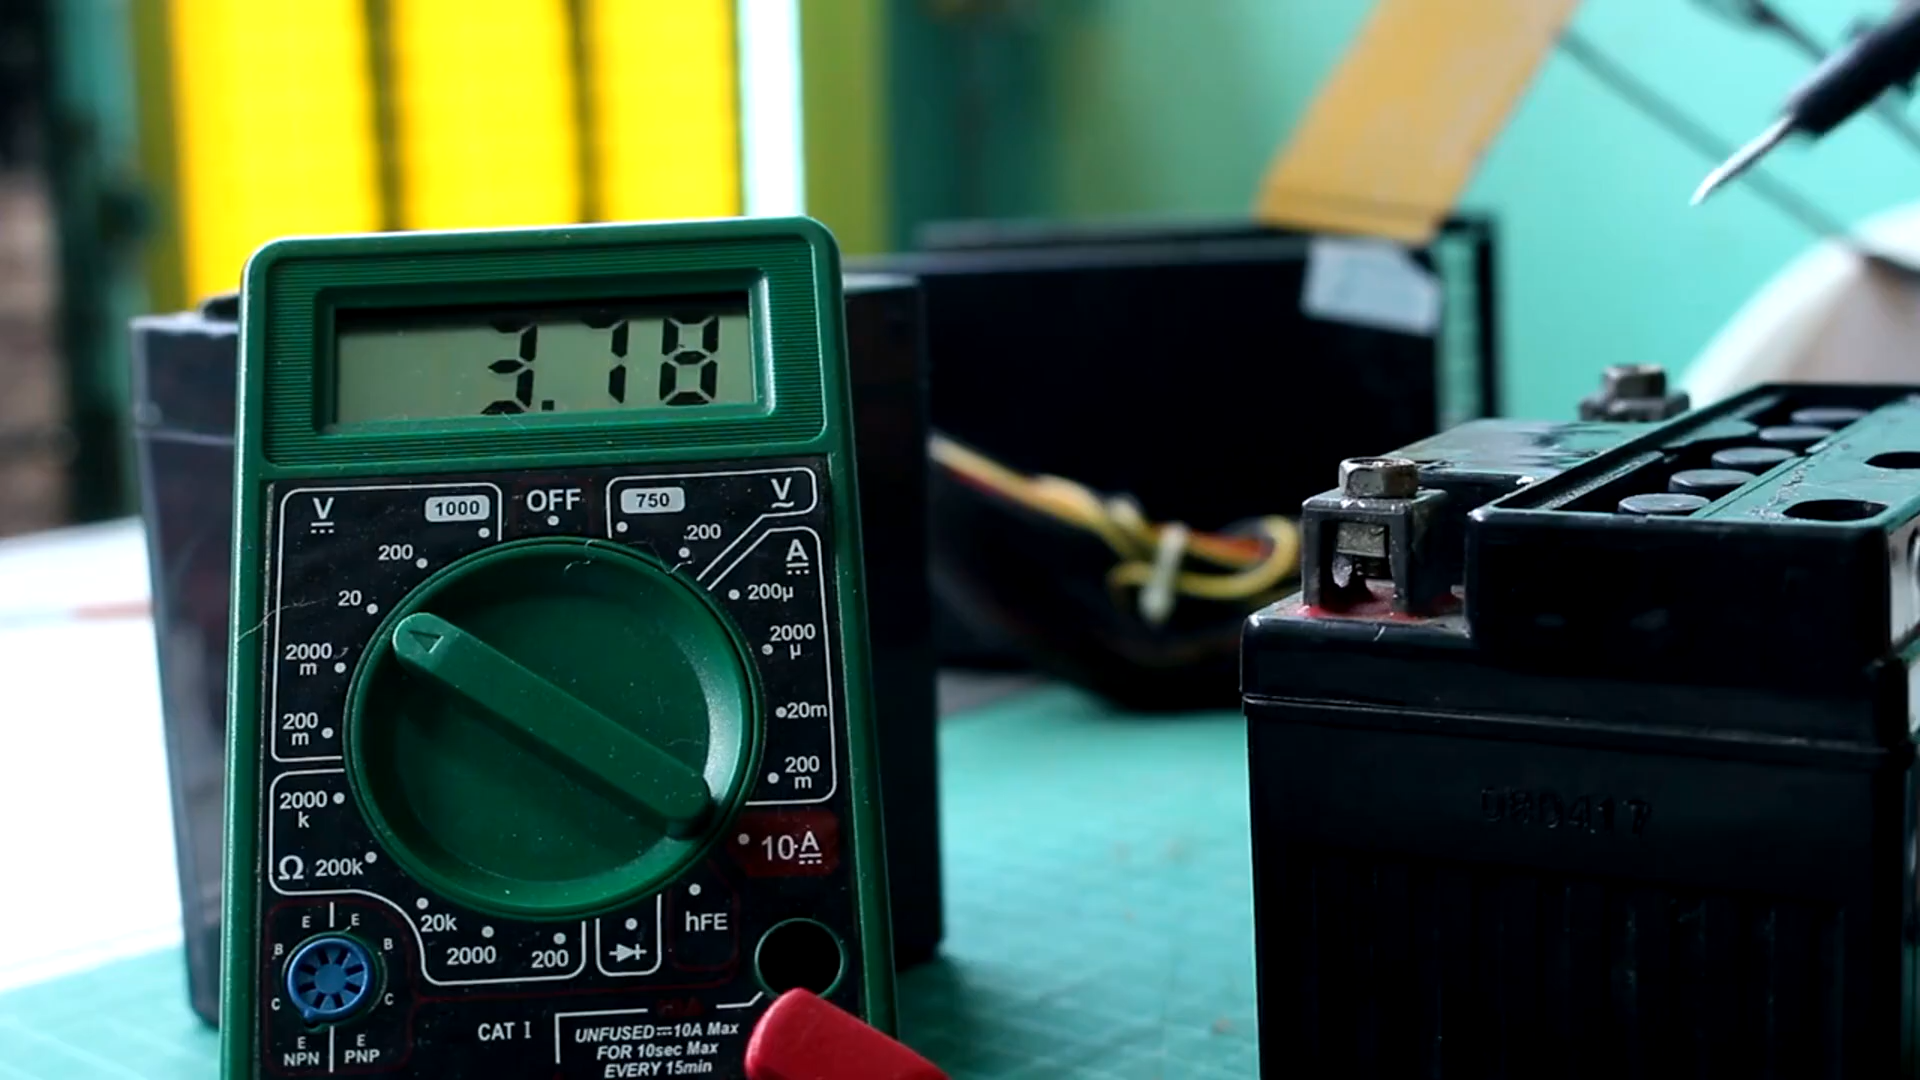 3.78
V
1000
OFF
750
V
200
200
A
20
200µ
2000
m
2000
µ
200
m
20m
200
m
2000
k
10A
Ω 200k
20k
hFE
2000
200
E E
B B
C C
E
NPN
E
PNP
CAT I
UNFUSED 10A Max
FOR 10sec Max
EVERY 15min